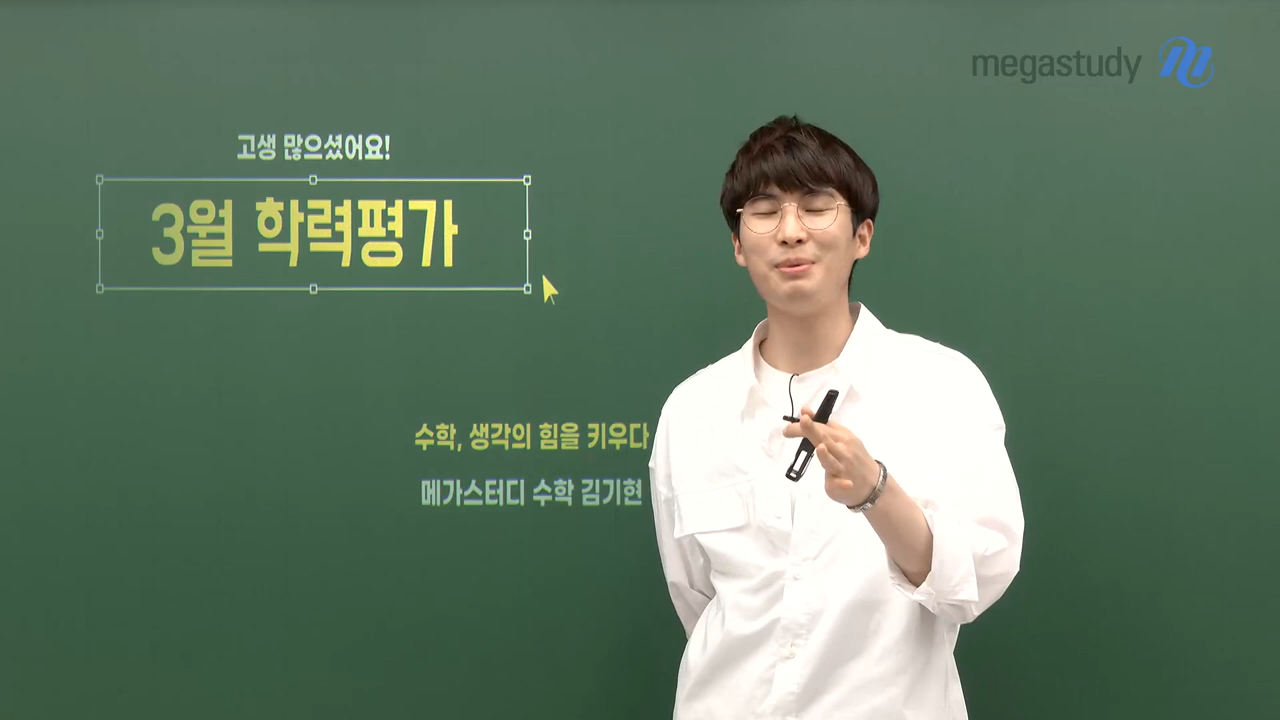 megastudy
고생 많으셨어요!
3월 학력평가
수학, 생각의 힘을 키우다
메가스터디 수학 김기현